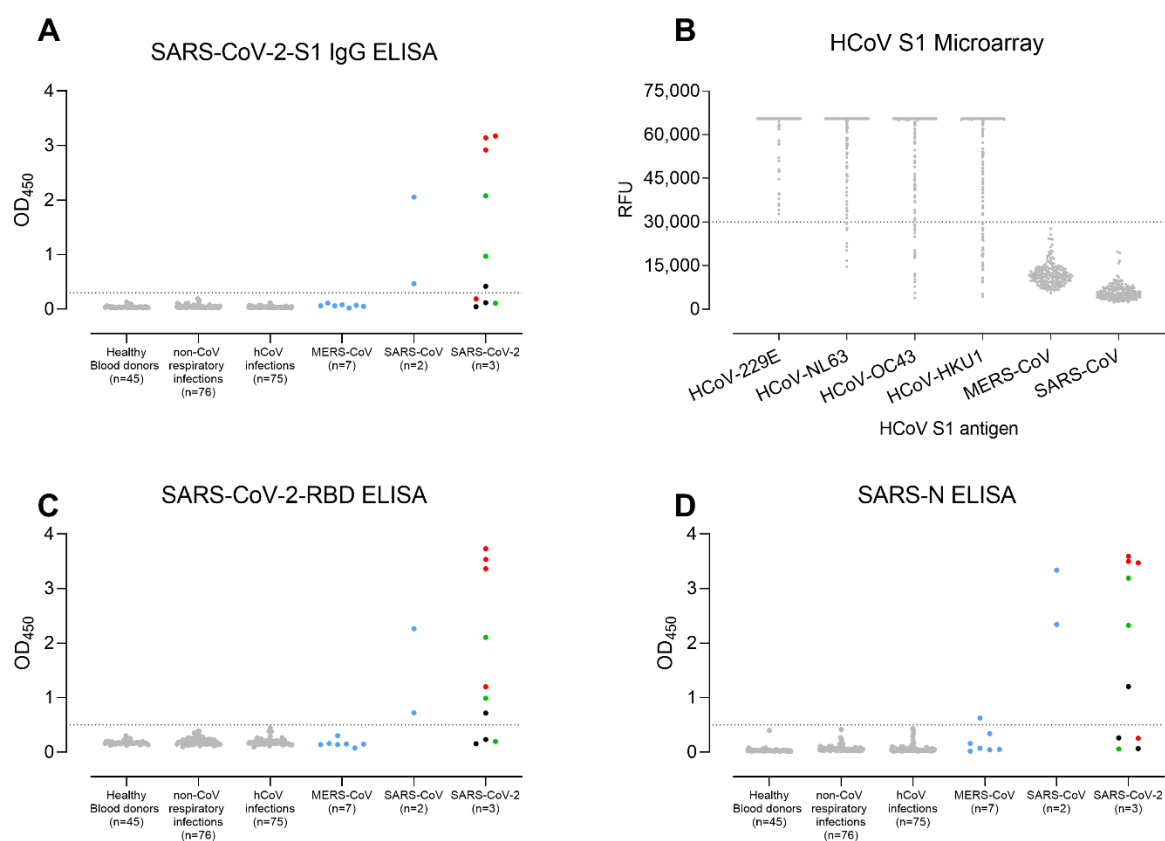 A
SARS-CoV-2-S1 IgG ELISA
4
3
2
1
0
OD450
Healthy
Blood donors
(n=45)
non-CoV
respiratory
infections
(n=76)
hCoV
infections
(n=75)
MERS-CoV
(n=7)
SARS-CoV
(n=2)
SARS-CoV-2
(n=3)
B
HCoV S1 Microarray
75,000
60,000
45,000
30,000
15,000
0
RFU
HCoV-229E
HCoV-NL63
HCoV-OC43
HCoV-HKU1
MERS-CoV
SARS-CoV
HCoV S1 antigen
C
SARS-CoV-2-RBD ELISA
4
3
2
1
0
OD450
Healthy
Blood donors
(n=45)
non-CoV
respiratory
infections
(n=76)
hCoV
infections
(n=75)
MERS-CoV
(n=7)
SARS-CoV
(n=2)
SARS-CoV-2
(n=3)
D
SARS-N ELISA
4
3
2
1
0
OD450
Healthy
Blood donors
(n=45)
non-CoV
respiratory
infections
(n=76)
hCoV
infections
(n=75)
MERS-CoV
(n=7)
SARS-CoV
(n=2)
SARS-CoV-2
(n=3)